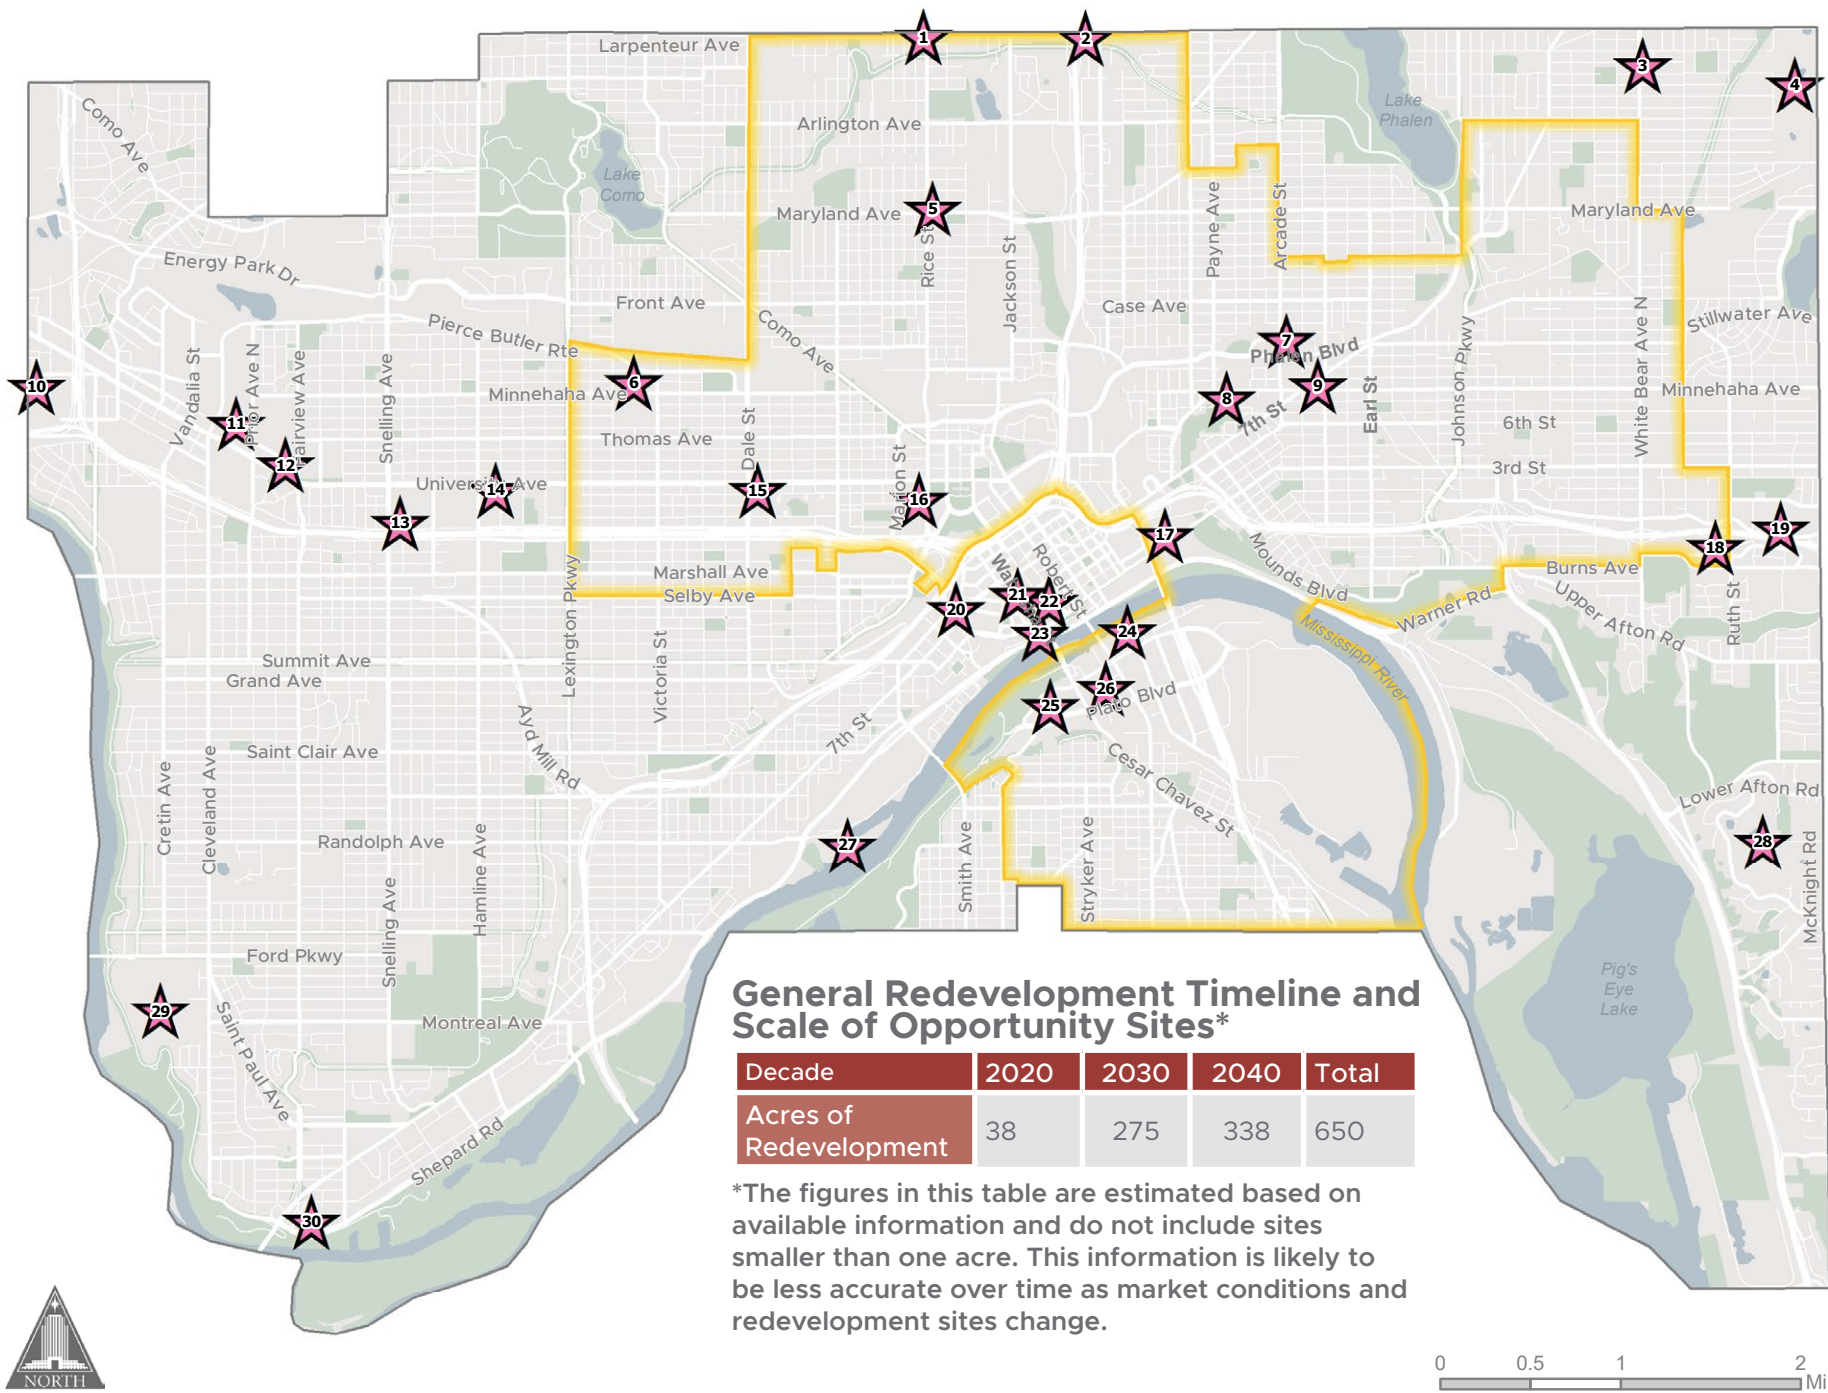 Larpenteur Ave
1
2
3
4
Como Ave
Lake
Phalen
Arlington Ave
Lake
Como
Maryland Ave
5
Payne Ave
Arcade St
Maryland Ave
Rice St
Jackson St
Energy Park Dr
Front Ave
Case Ave
Pierce Butler Rte
Como Ave
Stillwater Ave
White Bear Ave N
Johnson Pkwy
7
Phalen Blvd
Vandalia St
Prior Ave N
Fairview Ave
Snelling Ave
10
Minnehaha Ave
6
8
9
Earl St
Minnehaha Ave
11
7th St
6th St
Thomas Ave
Dale St
12
3rd St
University Ave
14
15
Marion St
16
13
17
19
18
Robert St
Mounds Blvd
Burns Ave
Marshall Ave
Selby Ave
Lexington Pkwy
20
21
22
23
24
Warner Rd
Upper Afton Rd
Ruth St
Mississippi River
Summit Ave
Grand Ave
Victoria St
26
Plato Blvd
25
Ayd Mill Rd
7th St
Saint Clair Ave
Cesar Chavez St
Cretin Ave
Cleveland Ave
Lower Afton Rd
Randolph Ave
Hamline Ave
27
Smith Ave
Stryker Ave
28
McKnight Rd
Snelling Ave
Ford Pkwy
Pig's
Eye
Lake
29
Saint Paul Ave
Montreal Ave
Shepard Rd
30
General Redevelopment Timeline and
Scale of Opportunity Sites*
Decade 2020 2030 2040 Total
Acres of
Redevelopment 38 275 338 650
*The figures in this table are estimated based on
available information and do not include sites
smaller than one acre. This information is likely to
be less accurate over time as market conditions and
redevelopment sites change.
NORTH
0 0.5 1 2
Mi